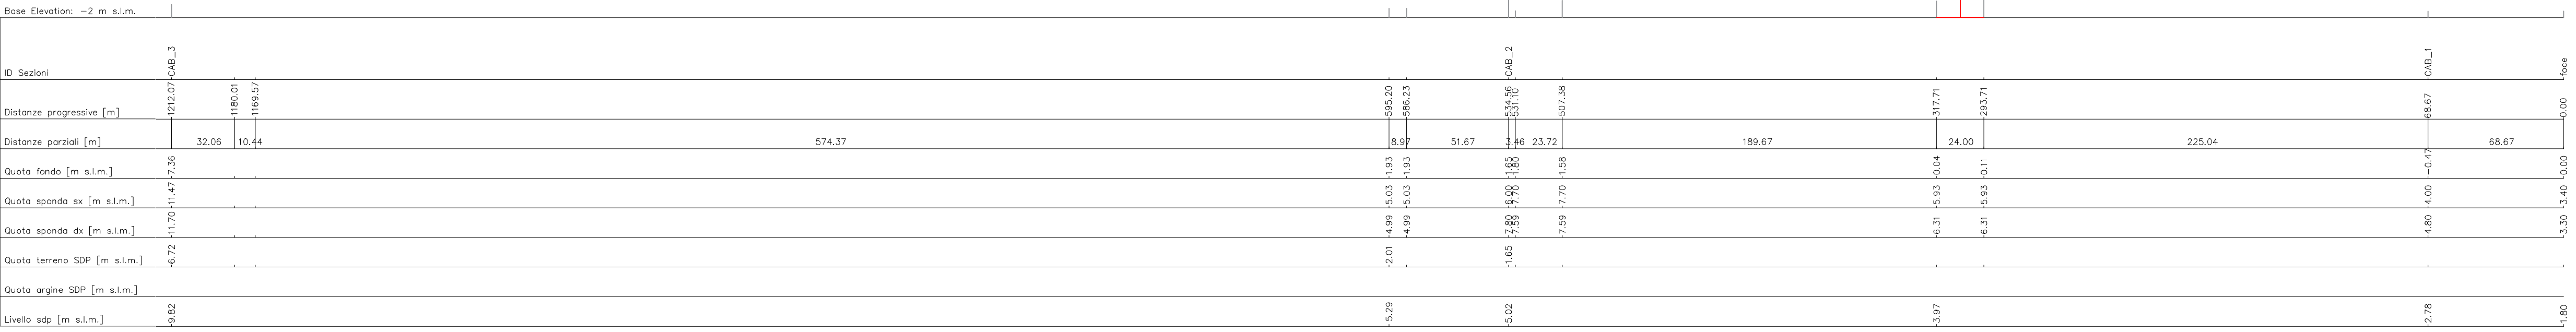 Base Elevation: −2 m s.l.m.
ID Sezioni CAB_3 CAB_2 CAB_1 foce
Distanze progressive [m] 1212.07 1180.01 1169.57 595.20 586.23 534.56 531.10 507.38 317.71 293.71 68.67 0.00
Distanze parziali [m] 32.06 10.44 574.37 8.97 51.67 3.46 23.72 189.67 24.00 225.04 68.67
Quota fondo [m s.l.m.] 7.36 1.93 1.93 1.65 1.80 1.58 0.04 0.11 −0.47 0.00
Quota sponda sx [m s.l.m.] 11.47 5.03 5.03 6.00 7.70 7.70 5.93 5.93 4.00 3.40
Quota sponda dx [m s.l.m.] 11.70 4.99 4.99 7.80 7.59 7.59 6.31 6.31 4.80 3.30
Quota terreno SDP [m s.l.m.] 6.72 2.01 1.65
Quota argine SDP [m s.l.m.]
Livello sdp [m s.l.m.] 9.82 5.29 5.02 3.97 2.78 1.80